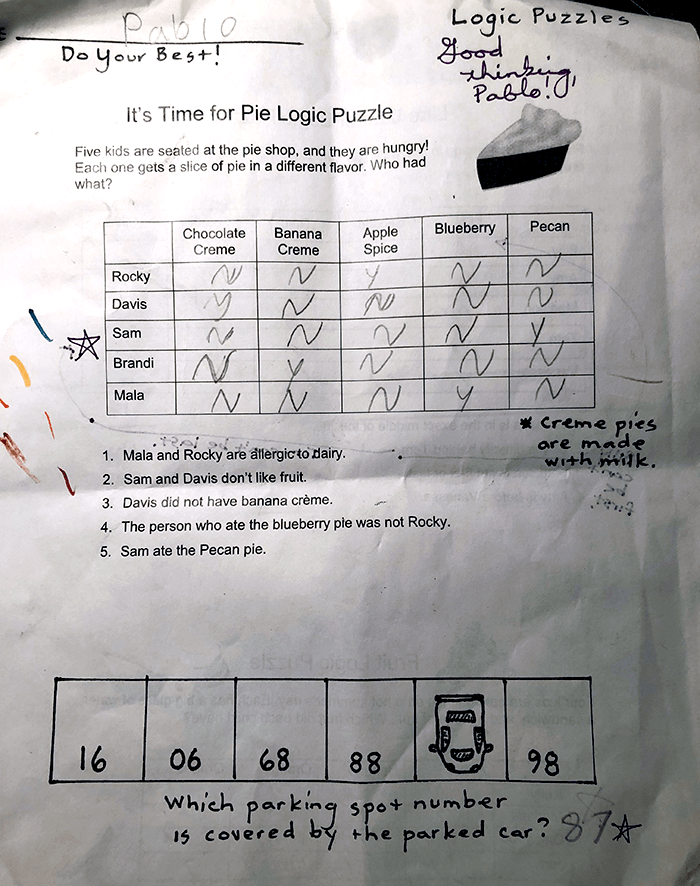 Pablo
Do Your Best!
Logic Puzzles
Good
thinking,
Pablo!
It's Time for Pie Logic Puzzle
Five kids are seated at the pie shop, and they are hungry!
Each one gets a slice of pie in a different flavor. Who had
what?
Chocolate Creme Banana Creme Apple Spice Blueberry Pecan
Rocky N N y N N
Davis y N N N N
Sam N N N N y
Brandi N y N N N
Mala N N N y N
* Creme pies
are made
with milk.
1. Mala and Rocky are allergic to dairy.
2. Sam and Davis don't like fruit.
3. Davis did not have banana crème.
4. The person who ate the blueberry pie was not Rocky.
5. Sam ate the Pecan pie.
16 06 68 88 98
Which parking spot number
is covered by the parked car? 87